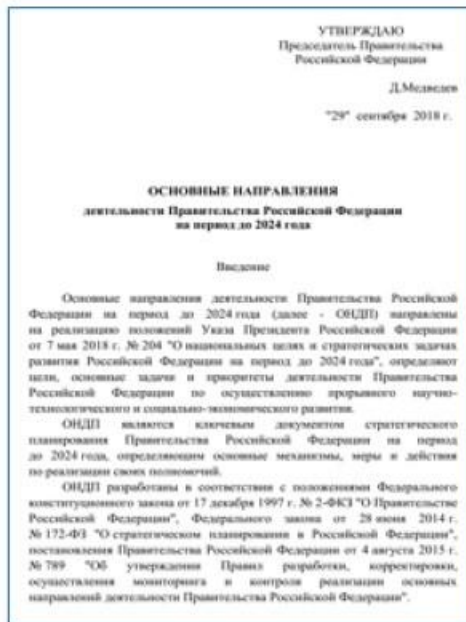 УТВЕРЖДАЮ
Председатель Правительства
Российской Федерации
Д.Медведев
"29" сентября 2018 г.
ОСНОВНЫЕ НАПРАВЛЕНИЯ
деятельности Правительства Российской Федерации
на период до 2024 года
Введение
Основные направления деятельности Правительства Российской
Федерации на период до 2024 года (далее - ОНДП) направлены
на реализацию положений Указа Президента Российской Федерации
от 7 мая 2018 г. № 204 "О национальных целях и стратегических задачах
развития Российской Федерации на период до 2024 года", определяют
цели, основные задачи и приоритеты деятельности Правительства
Российской Федерации по осуществлению прорывного научно-
технологического и социально-экономического развития.
ОНДП являются ключевым документом стратегического
планирования Правительства Российской Федерации на период
до 2024 года, определяющим основные механизмы, меры и действия
по реализации своих полномочий.
ОНДП разработаны в соответствии с положениями Федерального
конституционного закона от 17 декабря 1997 г. № 2-ФКЗ "О Правительстве
Российской Федерации", Федерального закона от 28 июня 2014 г.
№ 172-ФЗ "О стратегическом планировании в Российской Федерации",
постановления Правительства Российской Федерации от 4 августа 2015 г.
№ 789 "Об утверждении Правил разработки, корректировки,
осуществления мониторинга и контроля реализации основных
направлений деятельности Правительства Российской Федерации".